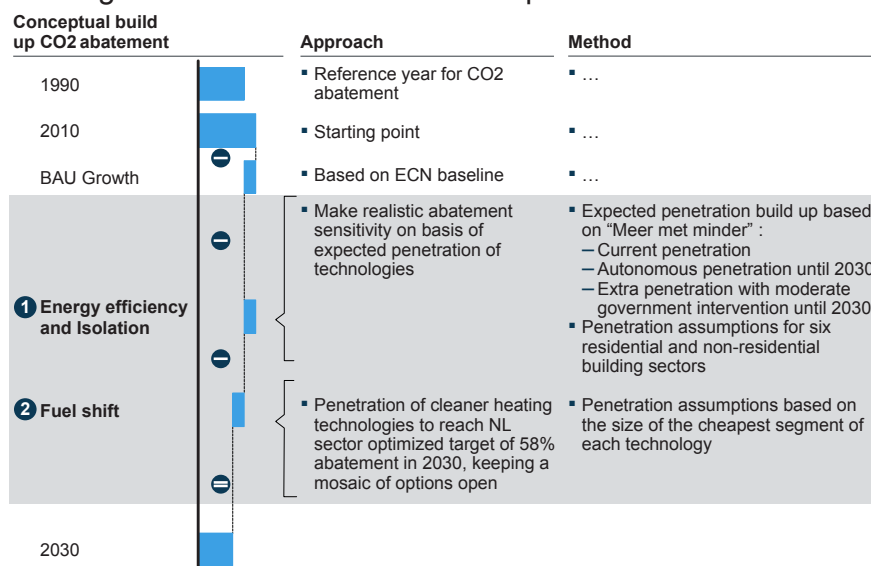 Conceptual build
up CO2 abatement
Approach
Method
1990
▪ Reference year for CO2
abatement
▪ …
2010
▪ Starting point
▪ …
BAU Growth
▪ Based on ECN baseline
▪ …
1 Energy efficiency
and Isolation
▪ Make realistic abatement
sensitivity on basis of
expected penetration of
technologies
▪ Expected penetration build up based
on “Meer met minder” :
– Current penetration
– Autonomous penetration until 2030
– Extra penetration with moderate
government intervention until 2030
▪ Penetration assumptions for six
residential and non-residential
building sectors
2 Fuel shift
▪ Penetration of cleaner heating
technologies to reach NL
sector optimized target of 58%
abatement in 2030, keeping a
mosaic of options open
▪ Penetration assumptions based on
the size of the cheapest segment of
each technology
2030